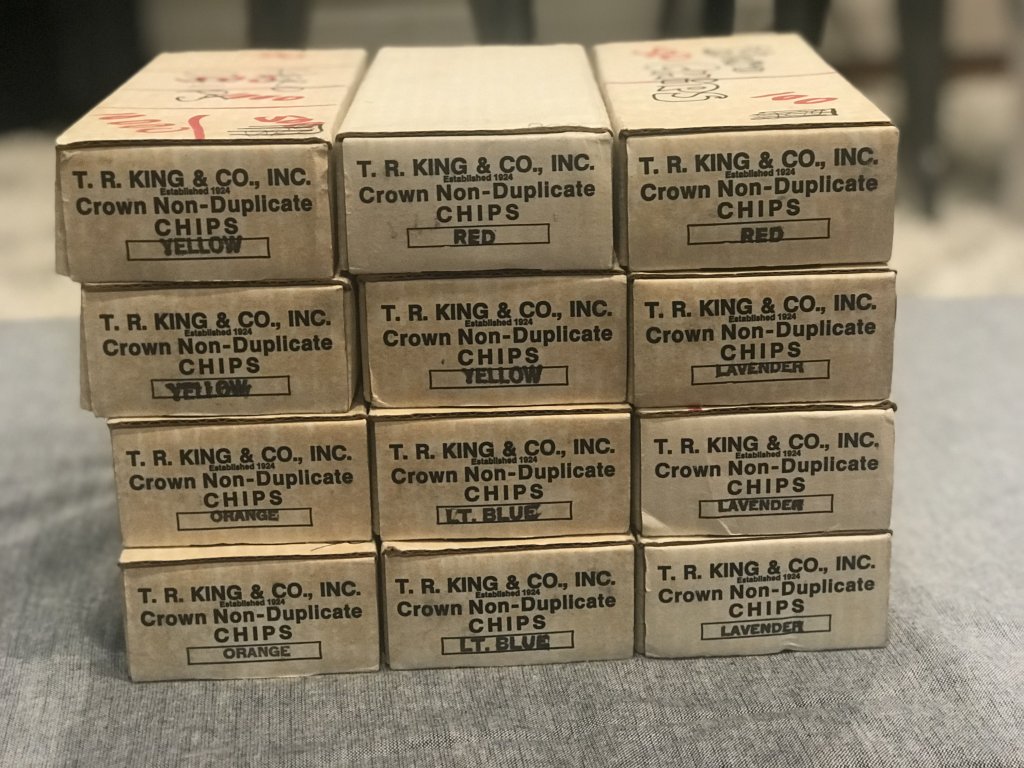 CHIPS
100
T. R. KING & CO., INC.
Established 1924
Crown Non-Duplicate
CHIPS
YELLOW
T. R. KING & CO., INC.
Established 1924
Crown Non-Duplicate
CHIPS
RED
T. R. KING & CO., INC.
Established 1924
Crown Non-Duplicate
CHIPS
RED
T. R. KING & CO., INC.
Established 1924
Crown Non-Duplicate
CHIPS
YELLOW
T. R. KING & CO., INC.
Established 1924
Crown Non-Duplicate
CHIPS
YELLOW
T. R. KING & CO., INC.
Established 1924
Crown Non-Duplicate
CHIPS
LAVENDER
T. R. KING & CO., INC.
Established 1924
Crown Non-Duplicate
CHIPS
ORANGE
T. R. KING & CO., INC.
Established 1924
Crown Non-Duplicate
CHIPS
LT. BLUE
T. R. KING & CO., INC.
Established 1924
Crown Non-Duplicate
CHIPS
LAVENDER
T. R. KING & CO., INC.
Established 1924
Crown Non-Duplicate
CHIPS
ORANGE
T. R. KING & CO., INC.
Established 1924
Crown Non-Duplicate
CHIPS
LT. BLUE
T. R. KING & CO., INC.
Established 1924
Crown Non-Duplicate
CHIPS
LAVENDER